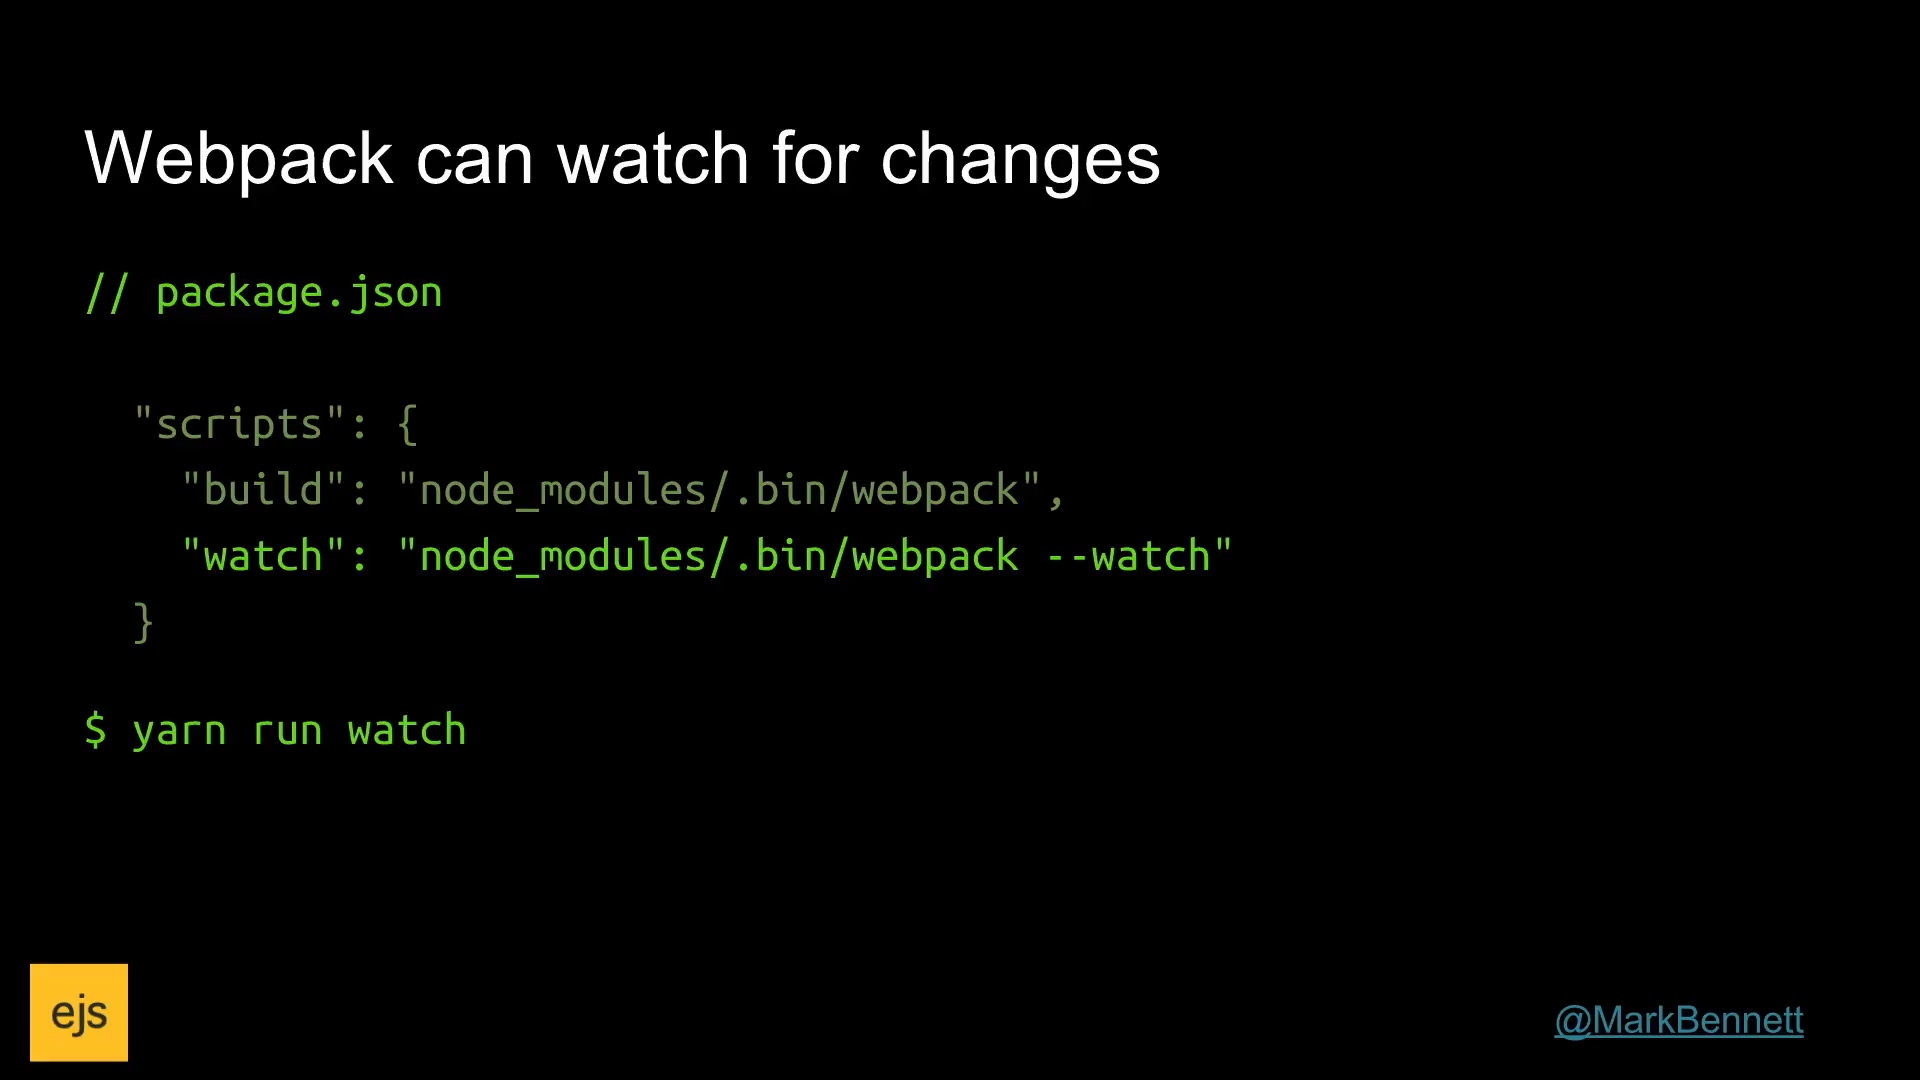 Webpack can watch for changes
// package.json
"scripts": {
"build": "node_modules/.bin/webpack",
"watch": "node_modules/.bin/webpack --watch"
}
$ yarn run watch
ejs
@MarkBennett